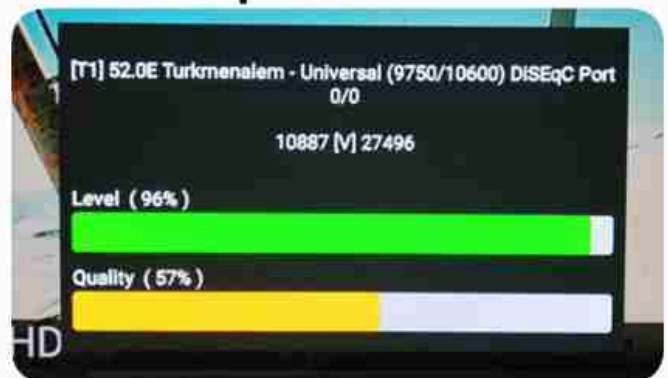 [T1] 52.0E Turkmenalem - Universal (9750/10600) DiSEqC Port
0/0
10887 [V] 27496
Level ( 96% )
Quality ( 57% )
HD